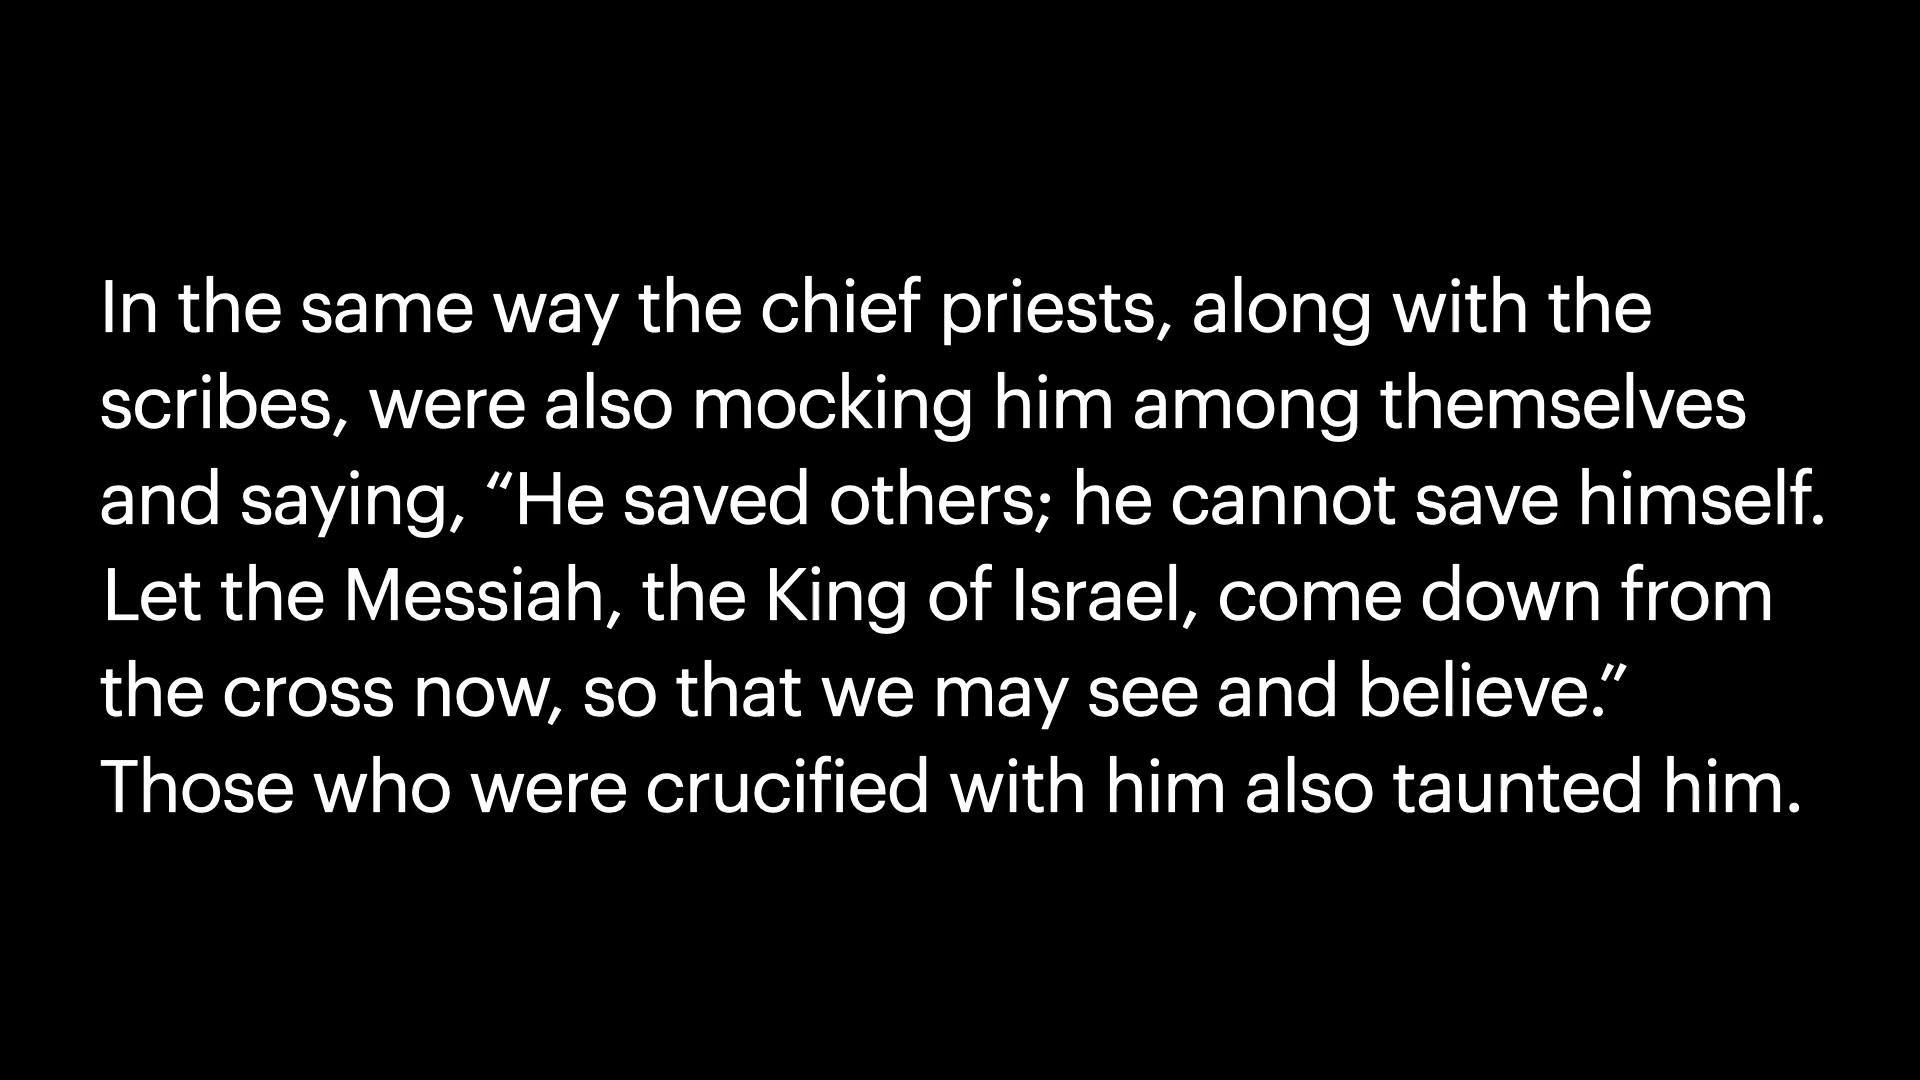 In the same way the chief priests, along with the
scribes, were also mocking him among themselves
and saying, “He saved others; he cannot save himself.
Let the Messiah, the King of Israel, come down from
the cross now, so that we may see and believe.”
Those who were crucified with him also taunted him.